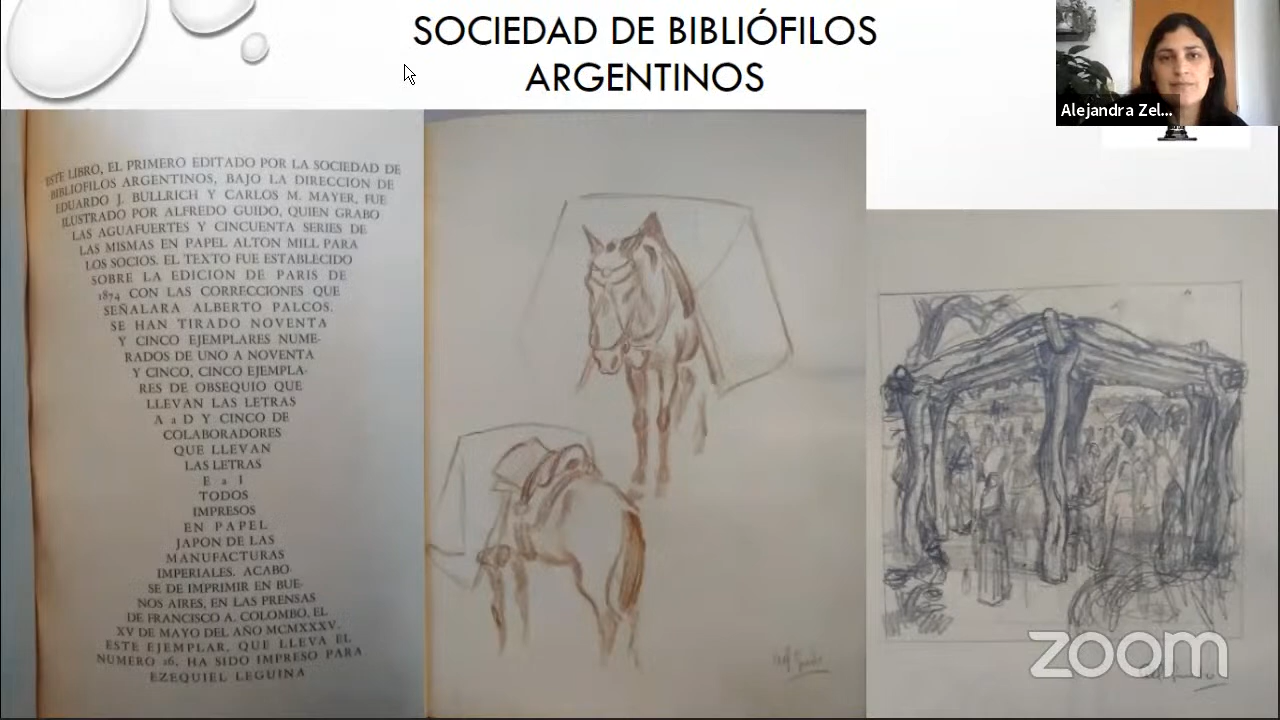 SOCIEDAD DE BIBLIÓFILOS
ARGENTINOS
Alejandra Zel...
ESTE LIBRO, EL PRIMERO EDITADO POR LA SOCIEDAD DE
BIBLIOFILOS ARGENTINOS, BAJO LA DIRECCION DE
EDUARDO J. BULLRICH Y CARLOS M. MAYER, FUE
ILUSTRADO POR ALFREDO GUIDO, QUIEN GRABO
LAS AGUAFUERTES Y CINCUENTA SERIES DE
LAS MISMAS EN PAPEL ALTON MILL PARA
LOS SOCIOS. EL TEXTO FUE ESTABLECIDO
SOBRE LA EDICION DE PARIS DE
1874 CON LAS CORRECCIONES QUE
SEÑALARA ALBERTO PALCOS.
SE HAN TIRADO NOVENTA
Y CINCO EJEMPLARES NUME-
RADOS DE UNO A NOVENTA
Y CINCO, CINCO EJEMPLA-
RES DE OBSEQUIO QUE
LLEVAN LAS LETRAS
A a D Y CINCO DE
COLABORADORES
QUE LLEVAN
LAS LETRAS
E a I
TODOS
IMPRESOS
EN PAPEL
JAPON DE LAS
MANUFACTURAS
IMPERIALES. ACABO
SE DE IMPRIMIR EN BUE-
NOS AIRES, EN LAS PRENSAS
DE FRANCISCO A. COLOMBO, EL
XV DE MAYO DEL AÑO MCMXXXV.
ESTE EJEMPLAR, QUE LLEVA EL
NUMERO 26, HA SIDO IMPRESO PARA
EZEQUIEL LEGUINA
zoom